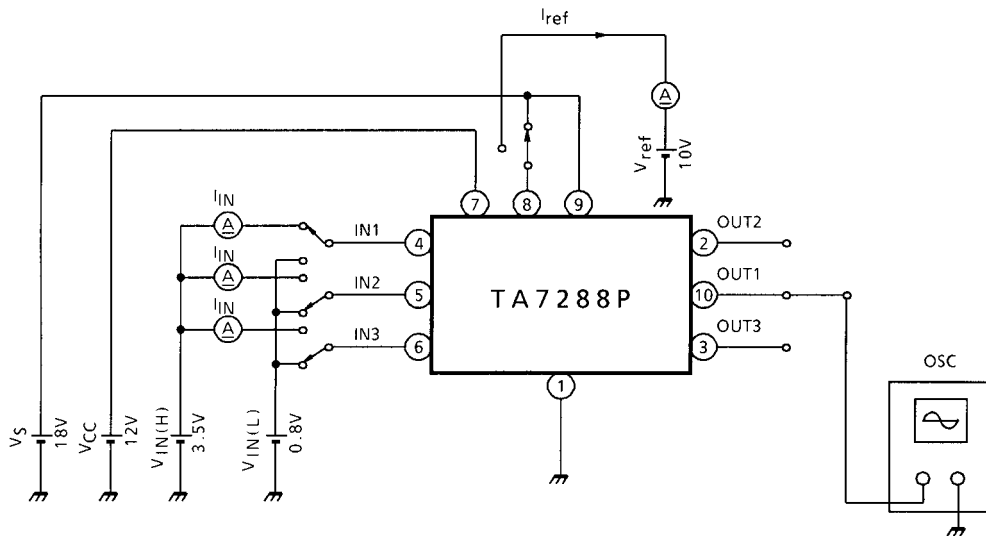 Iref
A
Vref
10V
7
8
9
IIN
A
IN1
4
2
OUT2
IIN
A
IN2
5
TA7288P
10
OUT1
IIN
A
IN3
6
3
OUT3
1
OSC
VS
18V
VCC
12V
VIN(H)
3.5V
VIN(L)
0.8V